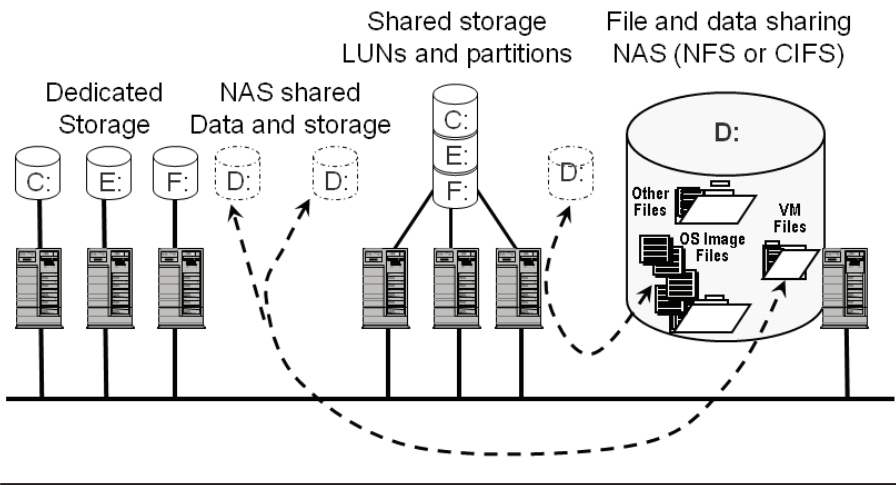 Shared storage
LUNs and partitions
File and data sharing
NAS (NFS or CIFS)
Dedicated
Storage
NAS shared
Data and storage
C:
E:
F:
D:
D:
C:
E:
F:
D:
D:
Other
Files
VM
Files
OS Image
Files